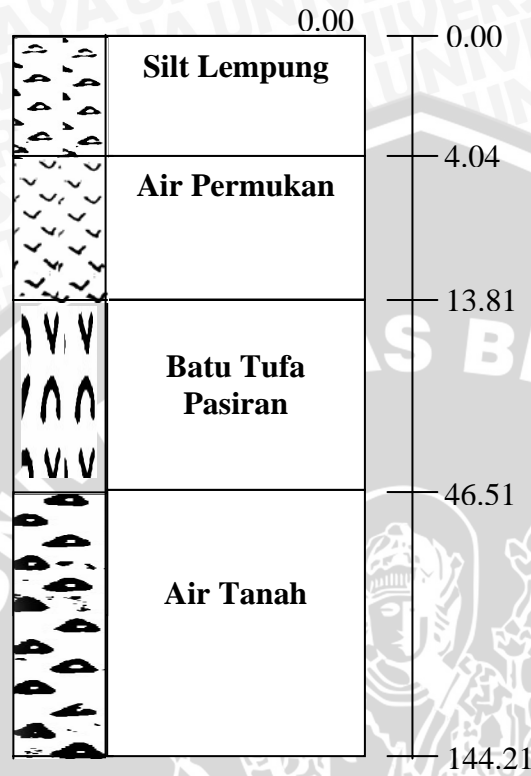 0.00
0.00
Silt Lempung
4.04
Air Permukan
13.81
Batu Tufa
Pasiran
46.51
Air Tanah
144.21